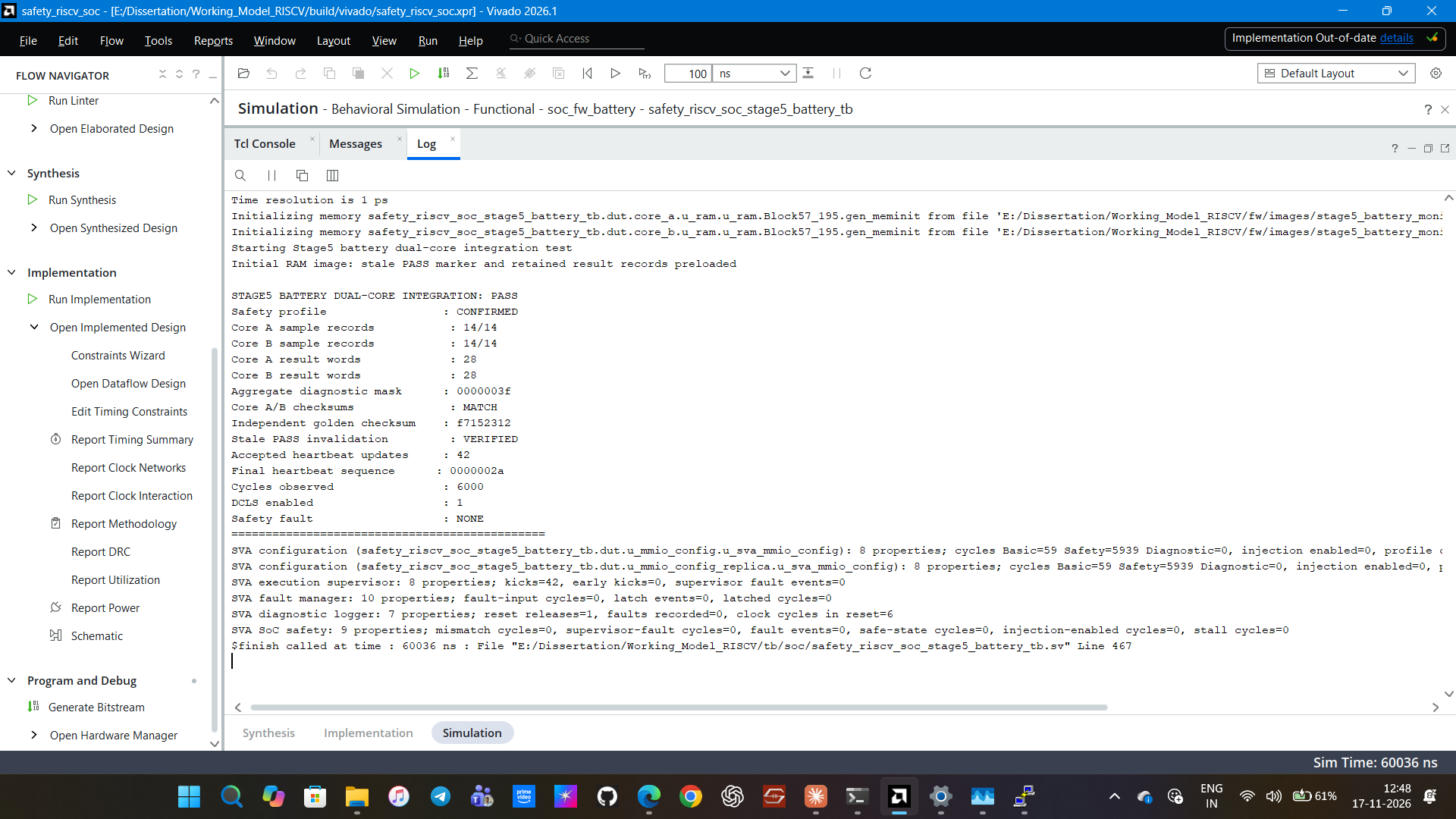 safety_riscv_soc - [E:/Dissertation/Working_Model_RISCV/build/vivado/safety_riscv_soc.xpr] - Vivado 2026.1
File Edit Flow Tools Reports Window Layout View Run Help Quick Access
Implementation Out-of-date details
FLOW NAVIGATOR
100 ns
Default Layout
Run Linter
Open Elaborated Design
Synthesis
Run Synthesis
Open Synthesized Design
Implementation
Run Implementation
Open Implemented Design
Constraints Wizard
Open Dataflow Design
Edit Timing Constraints
Report Timing Summary
Report Clock Networks
Report Clock Interaction
Report Methodology
Report DRC
Report Utilization
Report Power
Schematic
Program and Debug
Generate Bitstream
Open Hardware Manager
Simulation - Behavioral Simulation - Functional - soc_fw_battery - safety_riscv_soc_stage5_battery_tb
Tcl Console Messages Log
Time resolution is 1 ps
Initializing memory safety_riscv_soc_stage5_battery_tb.dut.core_a.u_ram.u_ram.Block57_195.gen_meminit from file 'E:/Dissertation/Working_Model_RISCV/fw/images/stage5_battery_moni
Initializing memory safety_riscv_soc_stage5_battery_tb.dut.core_b.u_ram.u_ram.Block57_195.gen_meminit from file 'E:/Dissertation/Working_Model_RISCV/fw/images/stage5_battery_moni
Starting Stage5 battery dual-core integration test
Initial RAM image: stale PASS marker and retained result records preloaded
STAGE5 BATTERY DUAL-CORE INTEGRATION: PASS
Safety profile : CONFIRMED
Core A sample records : 14/14
Core B sample records : 14/14
Core A result words : 28
Core B result words : 28
Aggregate diagnostic mask : 0000003f
Core A/B checksums : MATCH
Independent golden checksum : f7152312
Stale PASS invalidation : VERIFIED
Accepted heartbeat updates : 42
Final heartbeat sequence : 0000002a
Cycles observed : 6000
DCLS enabled : 1
Safety fault : NONE
===============================================
SVA configuration (safety_riscv_soc_stage5_battery_tb.dut.u_mmio_config.u_sva_mmio_config): 8 properties; cycles Basic=59 Safety=5939 Diagnostic=0, injection enabled=0, profile
SVA configuration (safety_riscv_soc_stage5_battery_tb.dut.u_mmio_config_replica.u_sva_mmio_config): 8 properties; cycles Basic=59 Safety=5939 Diagnostic=0, injection enabled=0,
SVA execution supervisor: 8 properties; kicks=42, early kicks=0, supervisor fault events=0
SVA fault manager: 10 properties; fault-input cycles=0, latch events=0, latched cycles=0
SVA diagnostic logger: 7 properties; reset releases=1, faults recorded=0, clock cycles in reset=6
SVA SoC safety: 9 properties; mismatch cycles=0, supervisor-fault cycles=0, fault events=0, safe-state cycles=0, injection-enabled cycles=0, stall cycles=0
$finish called at time : 60036 ns : File "E:/Dissertation/Working_Model_RISCV/tb/soc/safety_riscv_soc_stage5_battery_tb.sv" Line 467
Synthesis Implementation Simulation
Sim Time: 60036 ns
prime video
ENG
IN
61%
12:48
17-11-2026